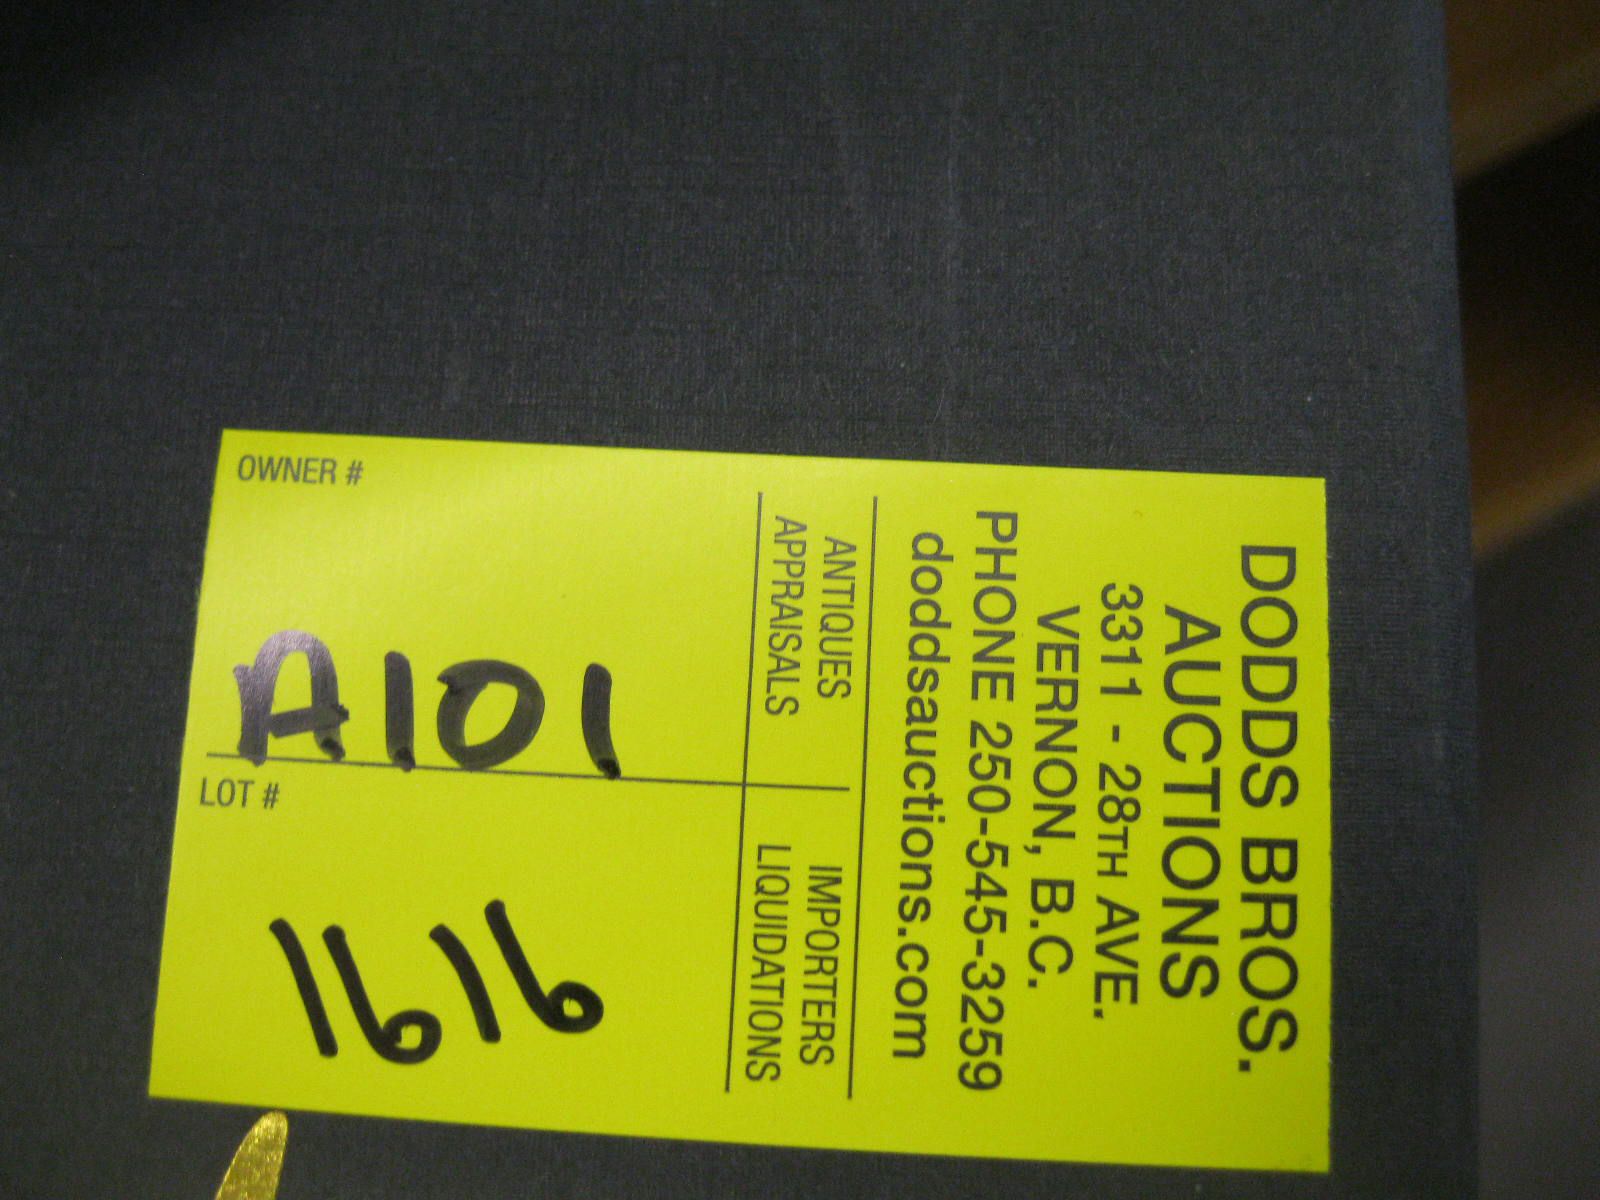 DODDS BROS.
AUCTIONS
3311 - 28TH AVE.
VERNON, B.C.
PHONE 250-545-3259
doddsauctions.com
ANTIQUES
APPRAISALS
IMPORTERS
LIQUIDATIONS
OWNER #
A101
LOT #
1616